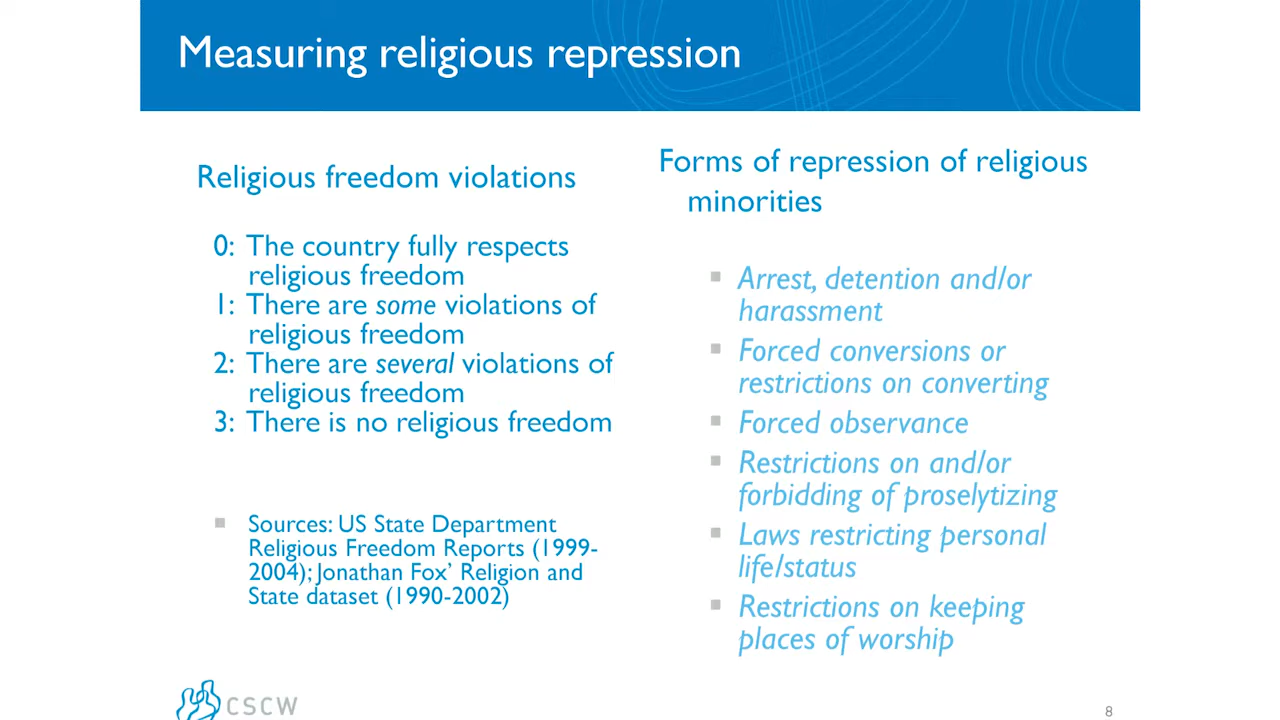 Measuring religious repression
Religious freedom violations
0: The country fully respects
religious freedom
1: There are some violations of
religious freedom
2: There are several violations of
religious freedom
3: There is no religious freedom
▪ Sources: US State Department
Religious Freedom Reports (1999-
2004); Jonathan Fox’ Religion and
State dataset (1990-2002)
Forms of repression of religious
minorities
▪ Arrest, detention and/or
harassment
▪ Forced conversions or
restrictions on converting
▪ Forced observance
▪ Restrictions on and/or
forbidding of proselytizing
▪ Laws restricting personal
life/status
▪ Restrictions on keeping
places of worship
CSCW
8